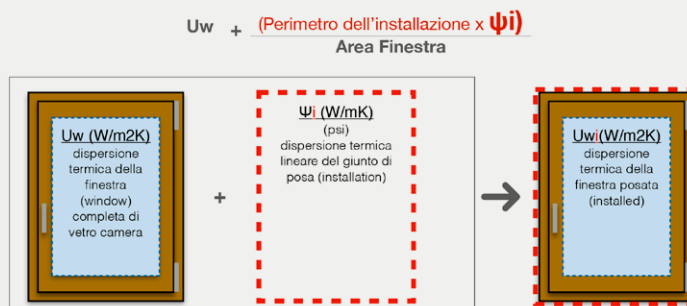 Uw + (Perimetro dell'installazione x ψi)
Area Finestra
Uw (W/m2K)
dispersione
termica della
finestra
(window)
completa di
vetro camera
+
Ψi (W/mK)
(psi)
dispersione termica
lineare del giunto di
posa (installation)
Uwi(W/m2K)
dispersione
termica della
finestra posata
(installed)